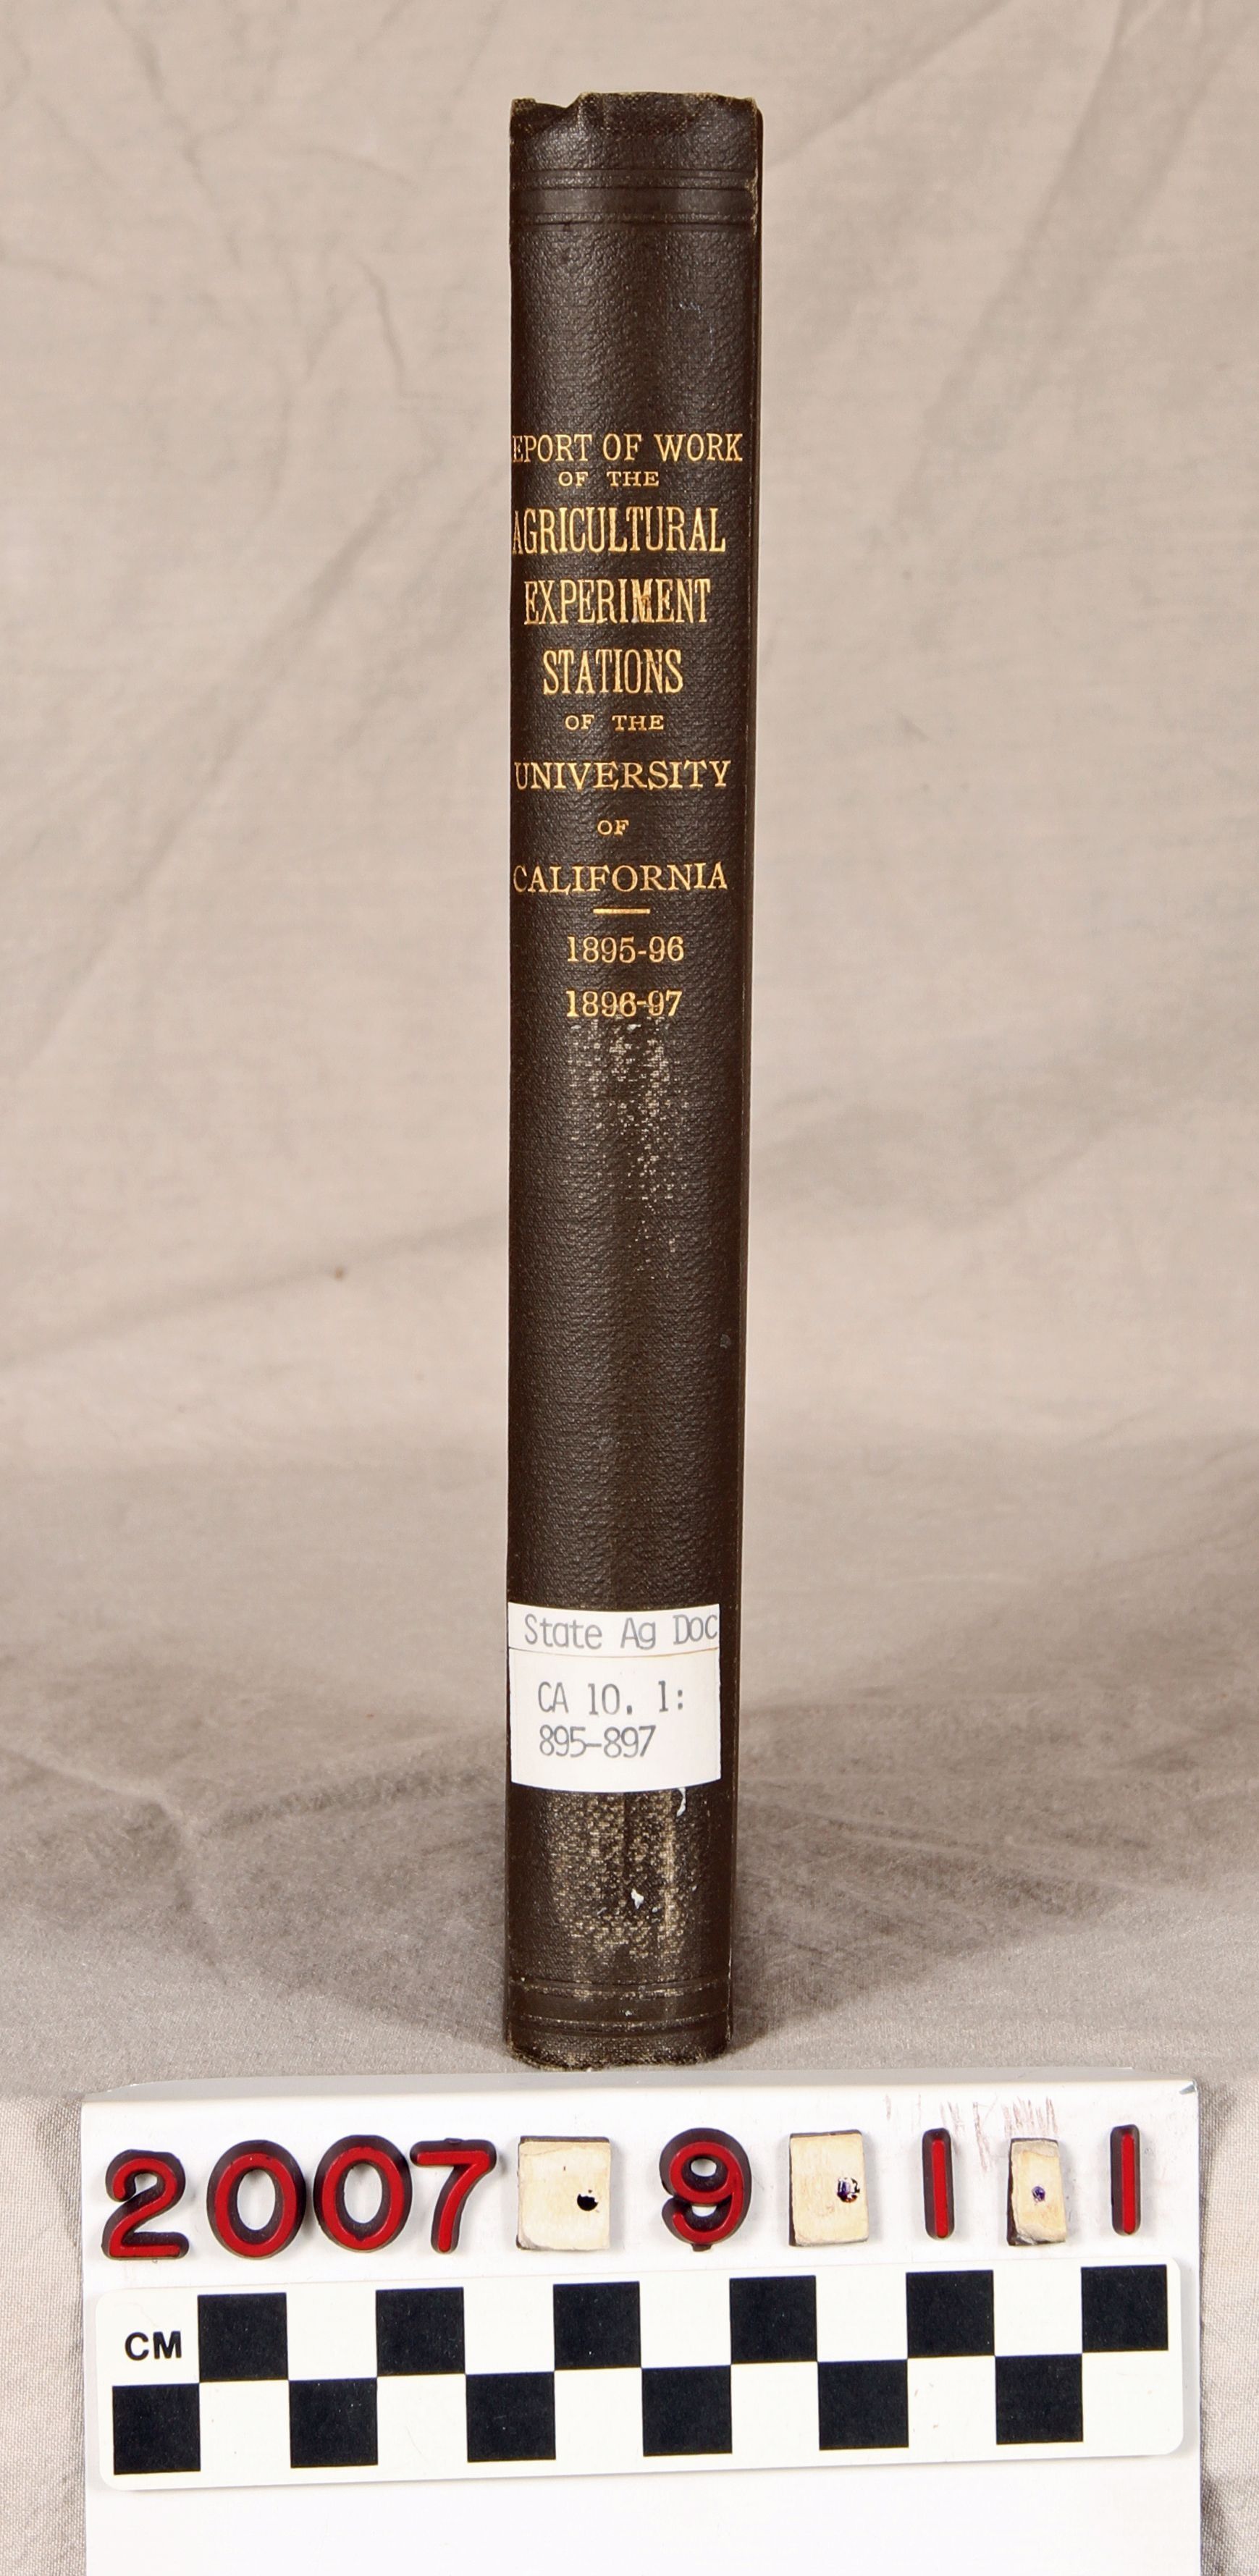 EPORT OF WORK
OF THE
AGRICULTURAL
EXPERIMENT
STATIONS
OF THE
UNIVERSITY
OF
CALIFORNIA
1895-96
1896-97
State Ag Doc
CA 10. 1:
895-897
2007 . 9 . 1 . 1
CM